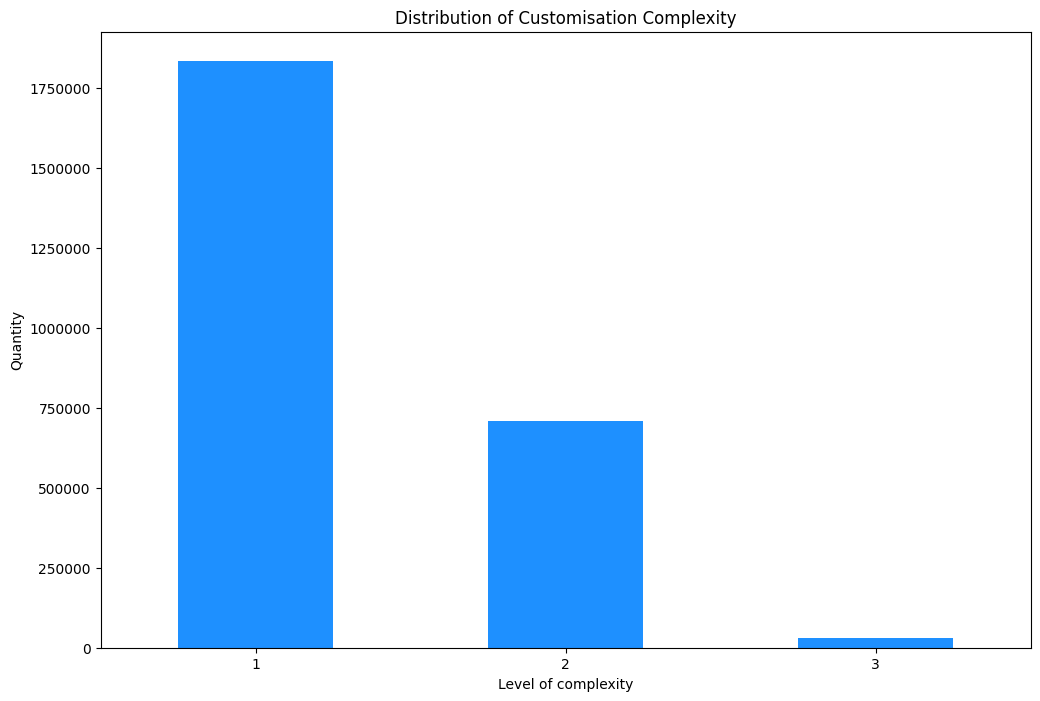 Distribution of Customisation Complexity
Quantity
1750000
1500000
1250000
1000000
750000
500000
250000
0
1 2 3
Level of complexity